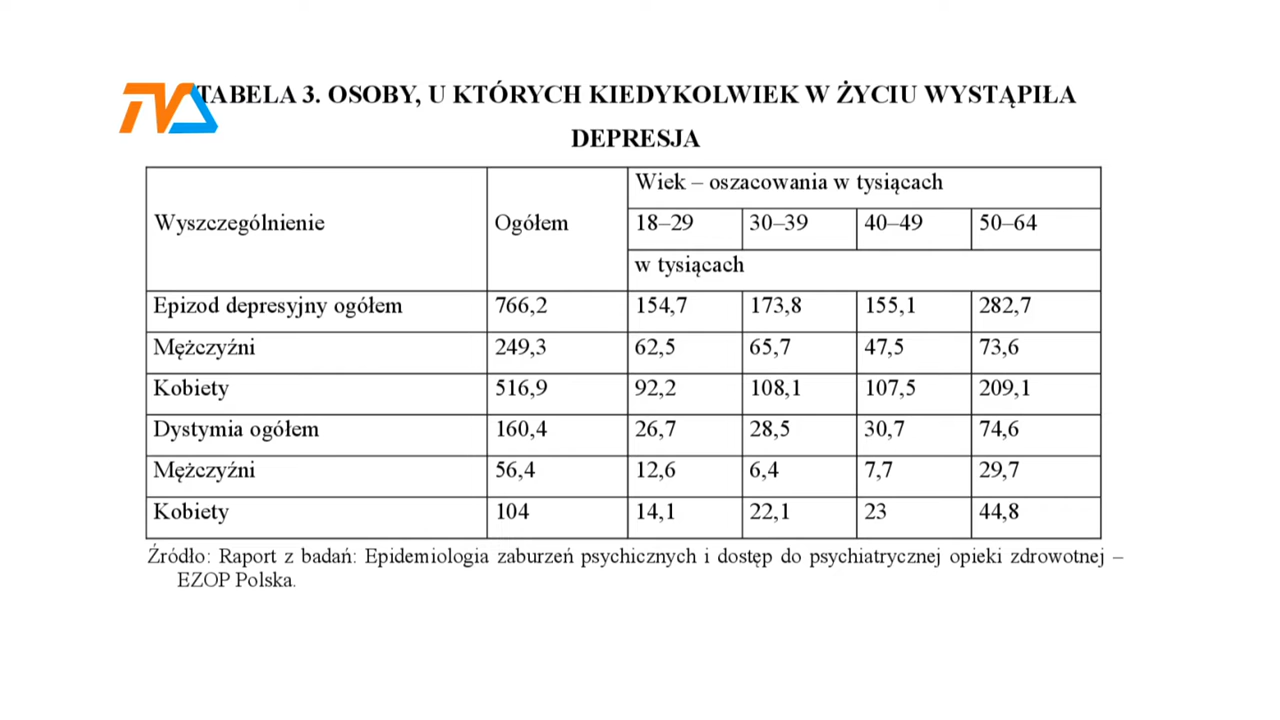 TVA
TABELA 3. OSOBY, U KTÓRYCH KIEDYKOLWIEK W ŻYCIU WYSTĄPIŁA
DEPRESJA
Wyszczególnienie Ogółem Wiek – oszacowania w tysiącach
18–29 30–39 40–49 50–64
w tysiącach
Epizod depresyjny ogółem 766,2 154,7 173,8 155,1 282,7
Mężczyźni 249,3 62,5 65,7 47,5 73,6
Kobiety 516,9 92,2 108,1 107,5 209,1
Dystymia ogółem 160,4 26,7 28,5 30,7 74,6
Mężczyźni 56,4 12,6 6,4 7,7 29,7
Kobiety 104 14,1 22,1 23 44,8
Źródło: Raport z badań: Epidemiologia zaburzeń psychicznych i dostęp do psychiatrycznej opieki zdrowotnej –
EZOP Polska.